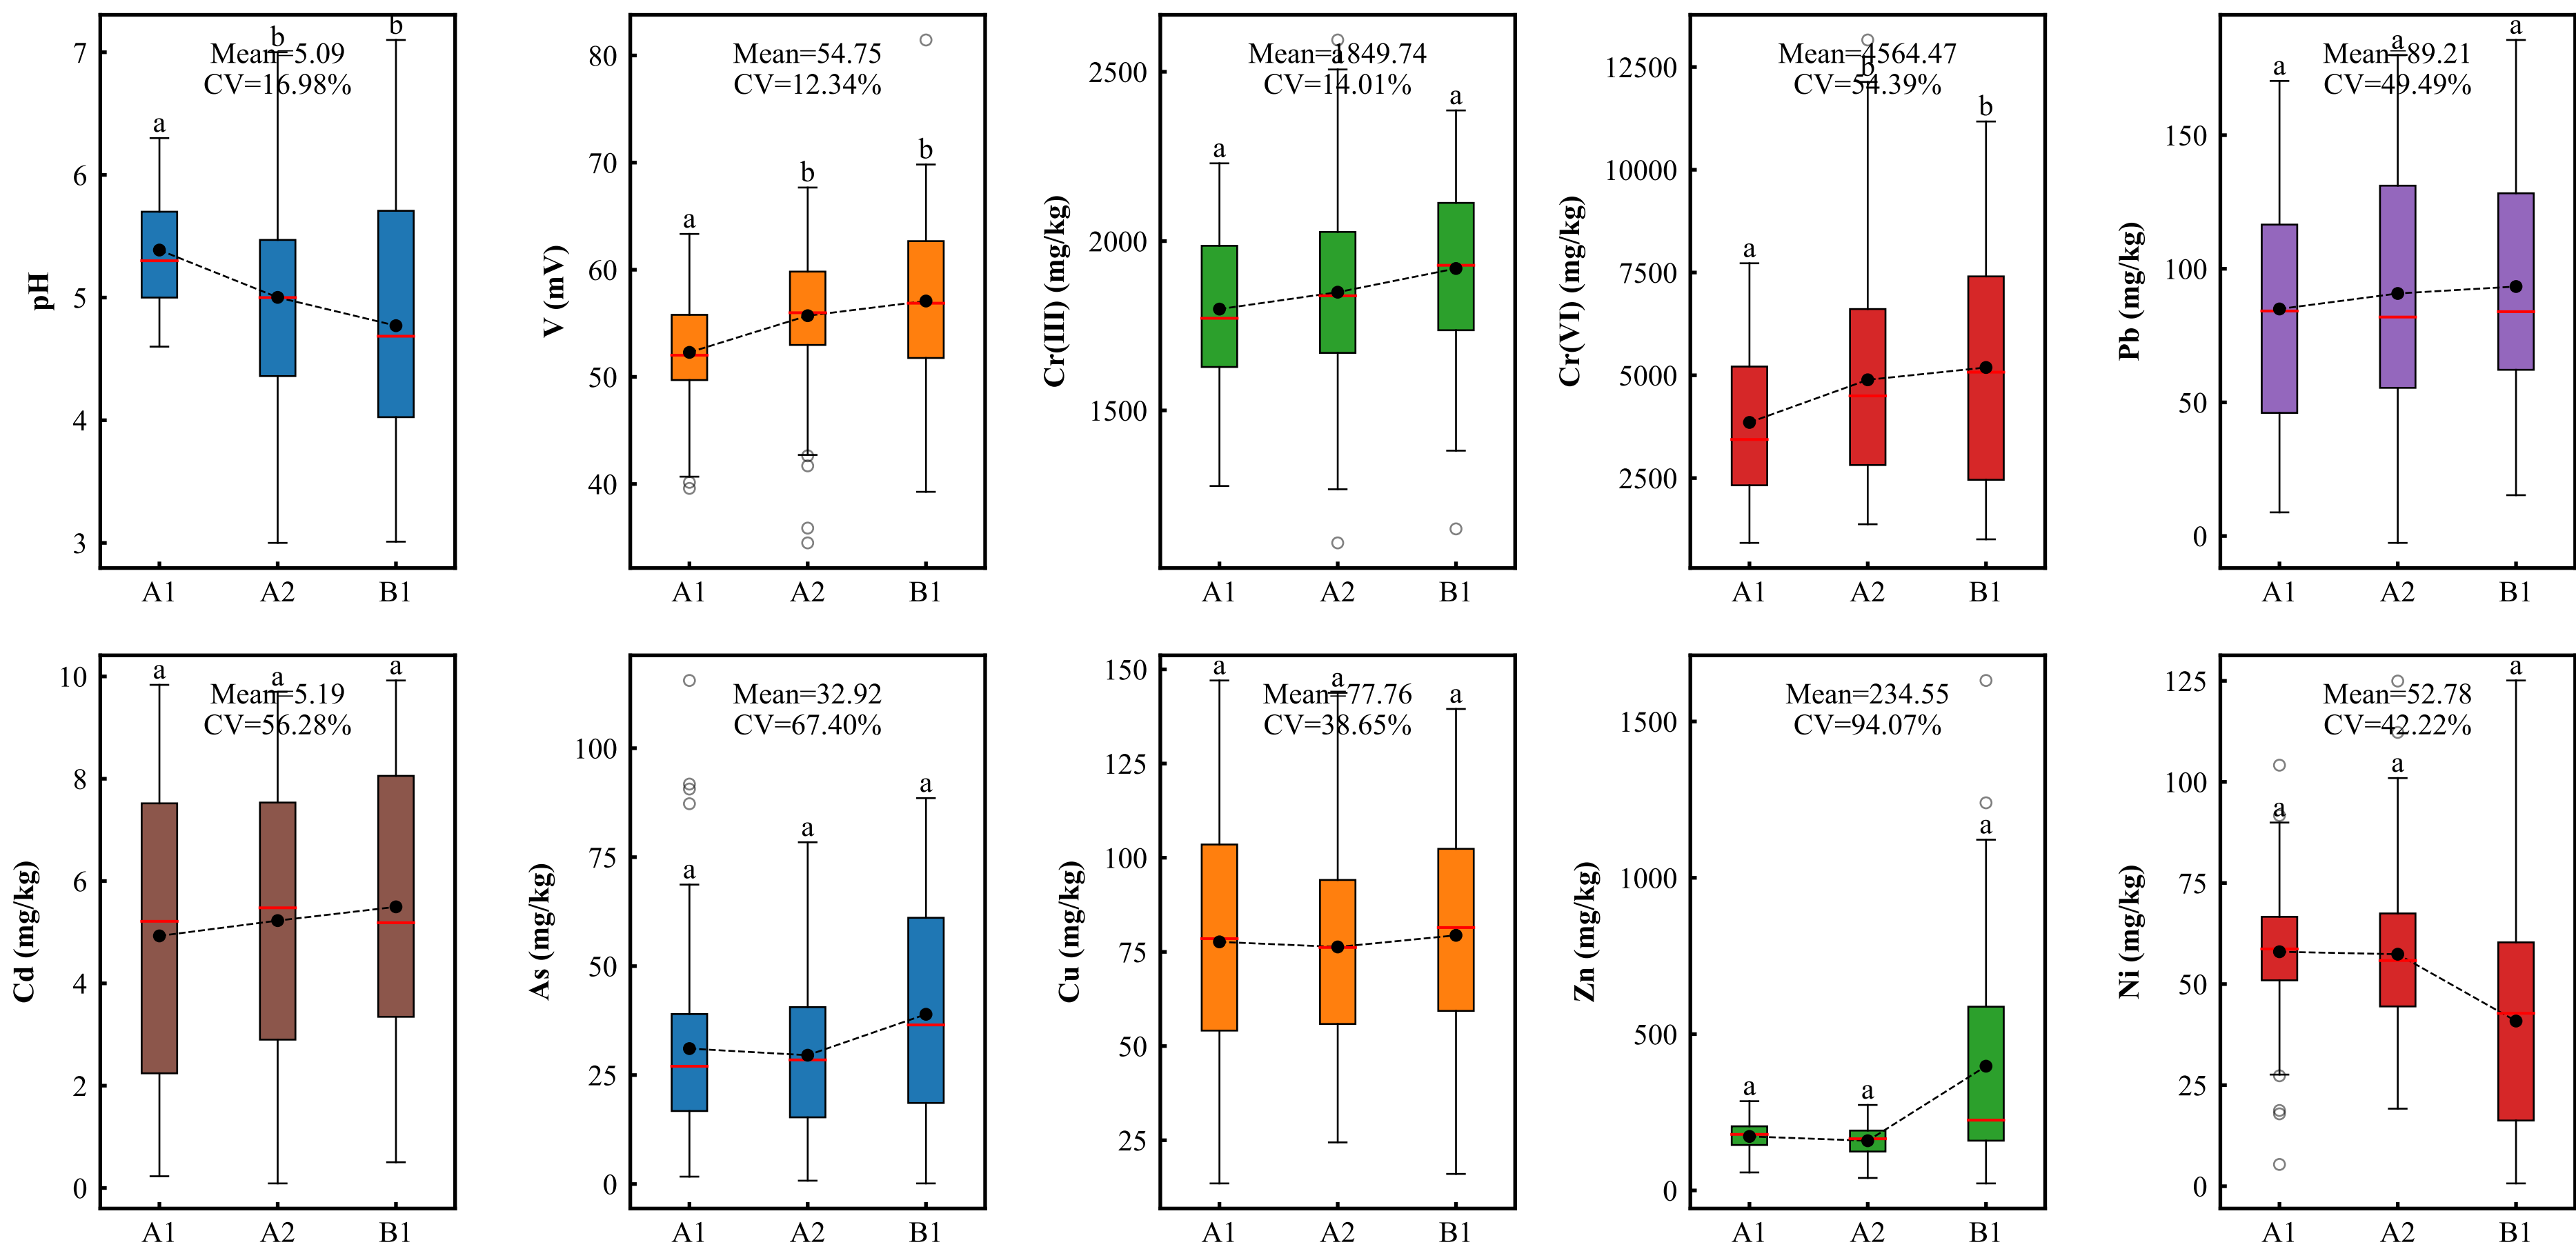 pH
7
6
5
4
3
Mean=5.09
CV=16.98%
a
b
b
A1
A2
B1
V (mV)
80
70
60
50
40
Mean=54.75
CV=12.34%
a
b
b
A1
A2
B1
Cr(III) (mg/kg)
2500
2000
1500
Mean=1849.74
CV=14.01%
a
a
a
A1
A2
B1
Cr(VI) (mg/kg)
12500
10000
7500
5000
2500
Mean=4564.47
CV=54.39%
a
b
b
A1
A2
B1
Pb (mg/kg)
150
100
50
0
Mean=89.21
CV=49.49%
a
a
a
A1
A2
B1
Cd (mg/kg)
10
8
6
4
2
0
Mean=5.19
CV=56.28%
a
a
a
A1
A2
B1
As (mg/kg)
100
75
50
25
0
Mean=32.92
CV=67.40%
a
a
a
A1
A2
B1
Cu (mg/kg)
150
125
100
75
50
25
Mean=77.76
CV=38.65%
a
a
a
A1
A2
B1
Zn (mg/kg)
1500
1000
500
0
Mean=234.55
CV=94.07%
a
a
a
A1
A2
B1
Ni (mg/kg)
125
100
75
50
25
0
Mean=52.78
CV=42.22%
a
a
a
A1
A2
B1